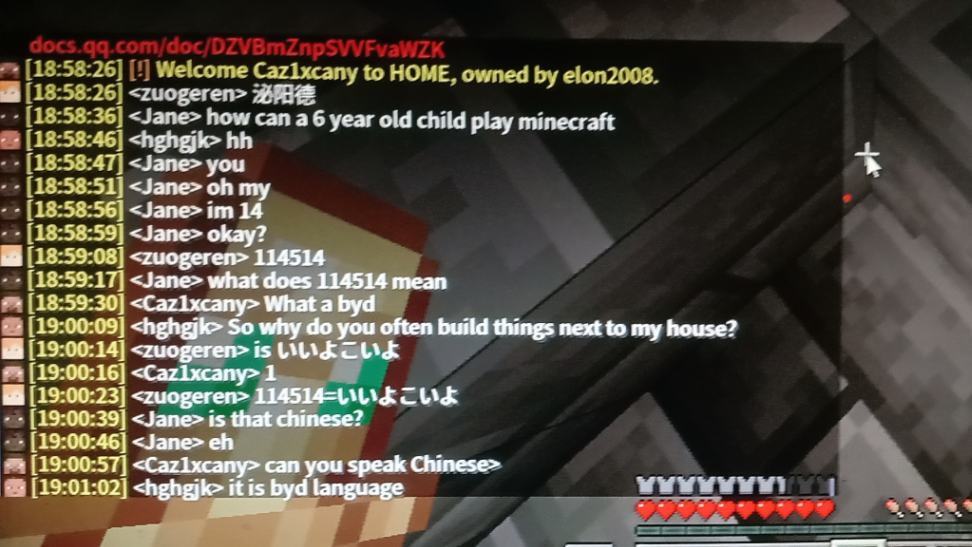 docs.qq.com/doc/DZVBmZnpSVVFvaWZK
[18:58:26] [!] Welcome Caz1xcany to HOME, owned by elon2008.
[18:58:26] <zuogeren> 泌阳德
[18:58:36] <Jane> how can a 6 year old child play minecraft
[18:58:46] <hghgjk> hh
[18:58:47] <Jane> you
[18:58:51] <Jane> oh my
[18:58:56] <Jane> im 14
[18:58:59] <Jane> okay?
[18:59:08] <zuogeren> 114514
[18:59:17] <Jane> what does 114514 mean
[18:59:30] <Caz1xcany> What a byd
[19:00:09] <hghgjk> So why do you often build things next to my house?
[19:00:14] <zuogeren> is いいよこいよ
[19:00:16] <Caz1xcany> 1
[19:00:23] <zuogeren> 114514=いいよこいよ
[19:00:39] <Jane> is that chinese?
[19:00:46] <Jane> eh
[19:00:57] <Caz1xcany> can you speak Chinese>
[19:01:02] <hghgjk> it is byd language